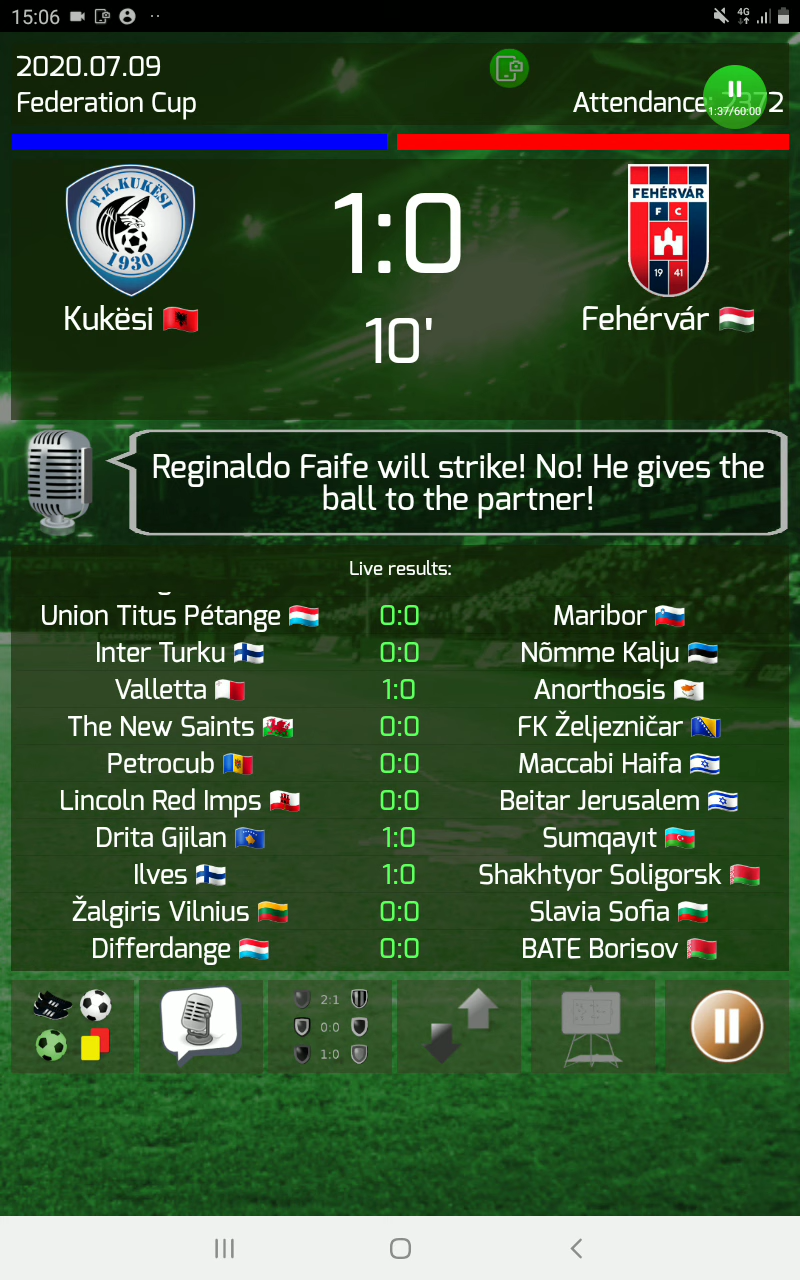 15:06
4G
2020.07.09
Federation Cup
Attendance:
1:37/60:00
F.K.KUKËSI
1930
1:0
FEHÉRVÁR
F C
19 41
Kukësi
Fehérvár
10'
Reginaldo Faife will strike! No! He gives the
ball to the partner!
Live results:
Union Titus Pétange 0:0 Maribor
Inter Turku 0:0 Nõmme Kalju
Valletta 1:0 Anorthosis
The New Saints 0:0 FK Željezničar
Petrocub 0:0 Maccabi Haifa
Lincoln Red Imps 0:0 Beitar Jerusalem
Drita Gjilan 1:0 Sumqayıt
Ilves 1:0 Shakhtyor Soligorsk
Žalgiris Vilnius 0:0 Slavia Sofia
Differdange 0:0 BATE Borisov
2:1
0:0
1:0